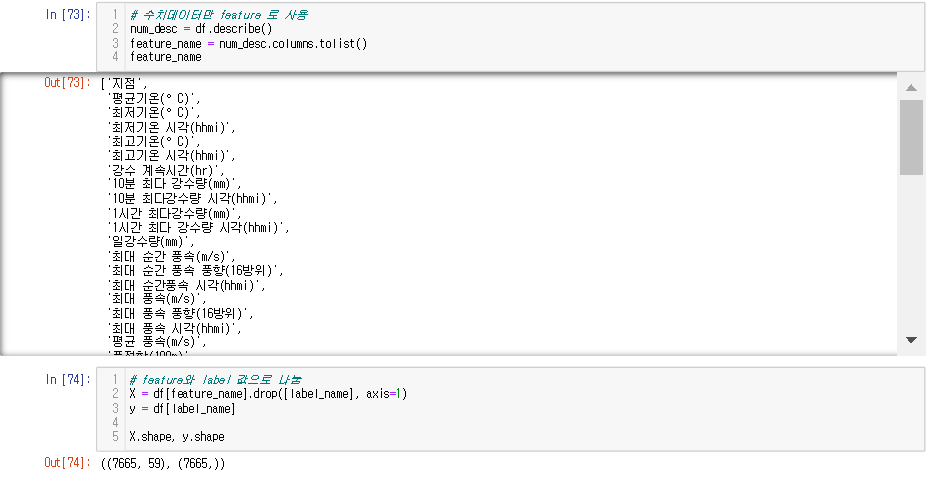 In [73]:
1 # 수치데이터만 feature 로 사용
2 num_desc = df.describe()
3 feature_name = num_desc.columns.tolist()
4 feature_name
Out[73]: ['지점',
'평균기온(° C)',
'최저기온(° C)',
'최저기온 시각(hhmi)',
'최고기온(° C)',
'최고기온 시각(hhmi)',
'강수 계속시간(hr)',
'10분 최다 강수량(mm)',
'10분 최다강수량 시각(hhmi)',
'1시간 최다강수량(mm)',
'1시간 최다 강수량 시각(hhmi)',
'일강수량(mm)',
'최대 순간 풍속(m/s)',
'최대 순간 풍속 풍향(16방위)',
'최대 순간풍속 시각(hhmi)',
'최대 풍속(m/s)',
'최대 풍속 풍향(16방위)',
'최대 풍속 시각(hhmi)',
'평균 풍속(m/s)',
In [74]:
1 # feature와 label 값으로 나눔
2 X = df[feature_name].drop([label_name], axis=1)
3 y = df[label_name]
4
5 X.shape, y.shape
Out[74]: ((7665, 59), (7665,))